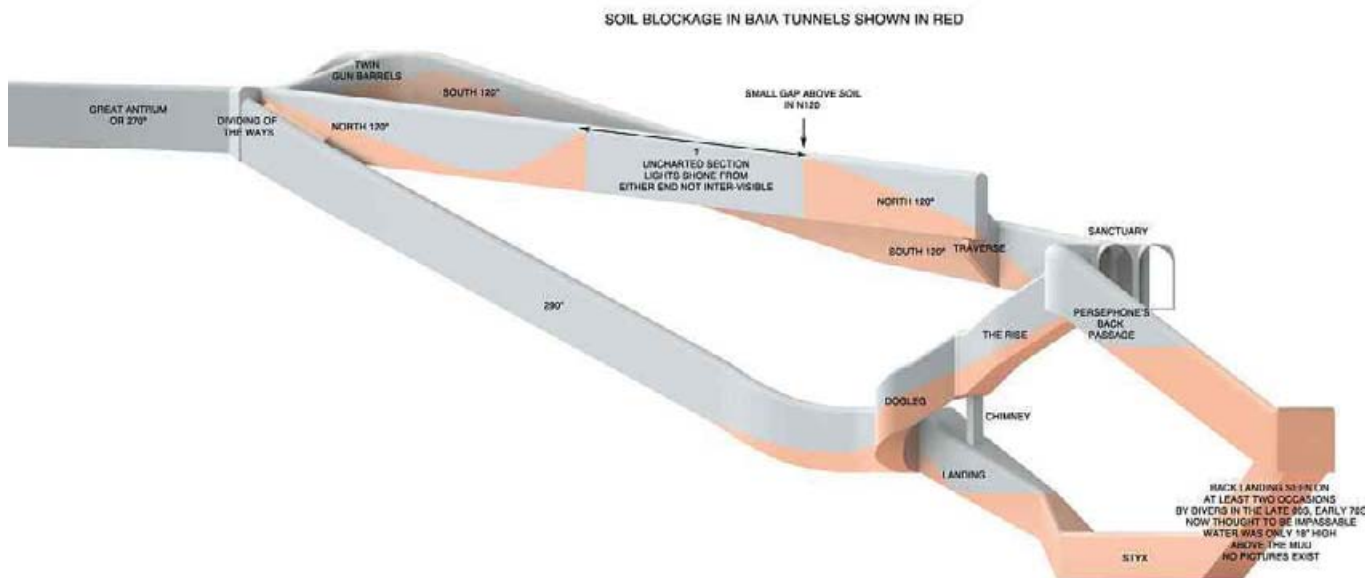 SOIL BLOCKAGE IN BAIA TUNNELS SHOWN IN RED
TWIN
GUN BARRELS
SOUTH 120°
SMALL GAP ABOVE SOIL
IN N120
GREAT ANTRUM
OR 270°
DIVIDING OF
THE WAYS
NORTH 120°
?
UNCHARTED SECTION
LIGHTS SHONE FROM
EITHER END NOT INTER-VISIBLE
NORTH 120°
SANCTUARY
TRAVERSE
SOUTH 120°
290°
THE RISE
PERSEPHONE'S
BACK
PASSAGE
DOGLEG
CHIMNEY
LANDING
BACK LANDING SEEN ON
AT LEAST TWO OCCASIONS
BY DIVERS IN THE LATE 60S, EARLY 70S
NOW THOUGHT TO BE IMPASSABLE
WATER WAS ONLY 18" HIGH
ABOVE THE MUD
NO PICTURES EXIST
STYX